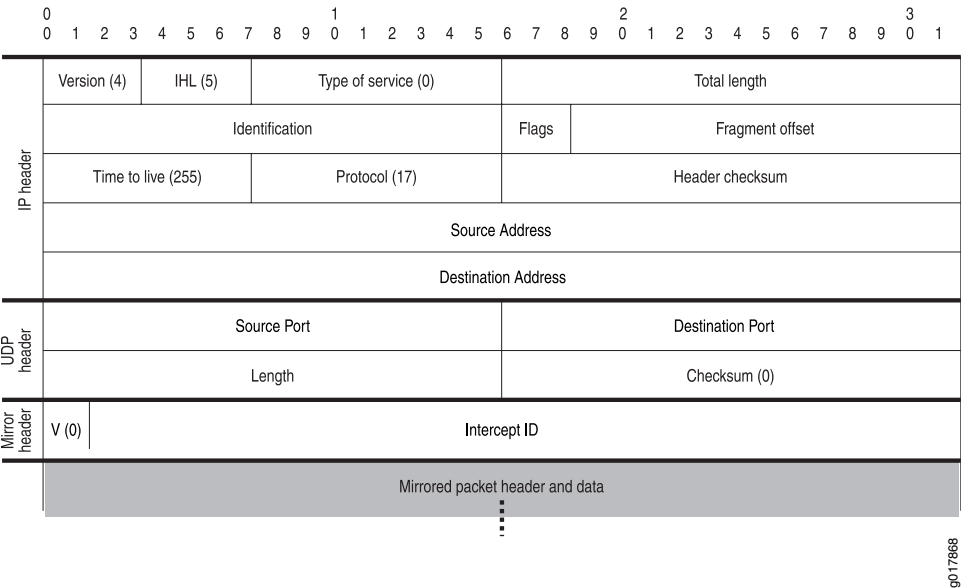 0 1 2 3
0 1 2 3 4 5 6 7 8 9 0 1 2 3 4 5 6 7 8 9 0 1 2 3 4 5 6 7 8 9 0 1
IP header
Version (4) IHL (5) Type of service (0) Total length
Identification Flags Fragment offset
Time to live (255) Protocol (17) Header checksum
Source Address
Destination Address
UDP
header
Source Port Destination Port
Length Checksum (0)
Mirror
header
V (0) Intercept ID
Mirrored packet header and data
g017868